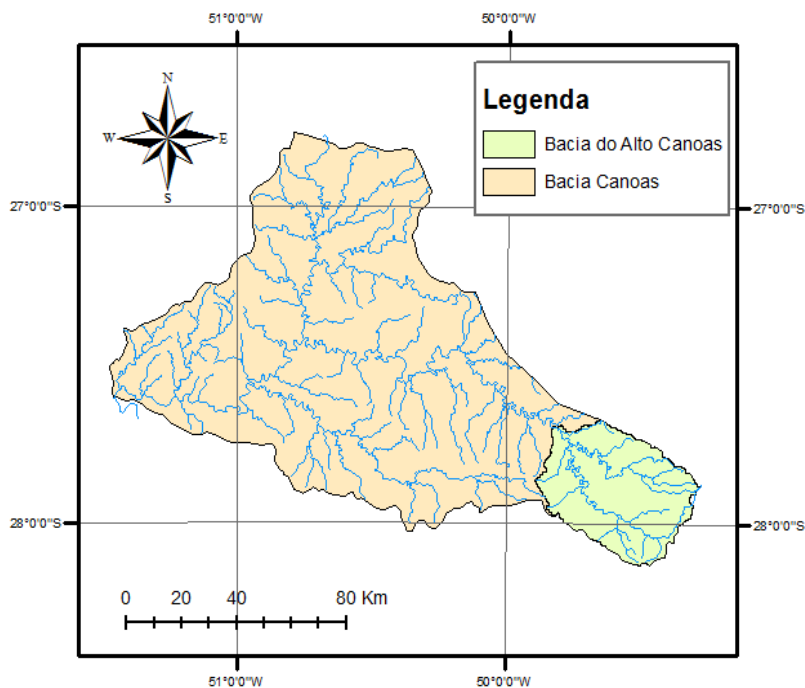 51°0'0"W 50°0'0"W
N
W E
S
Legenda
Bacia do Alto Canoas
Bacia Canoas
27°0'0"S 27°0'0"S
28°0'0"S 28°0'0"S
0 20 40 80 Km
51°0'0"W 50°0'0"W